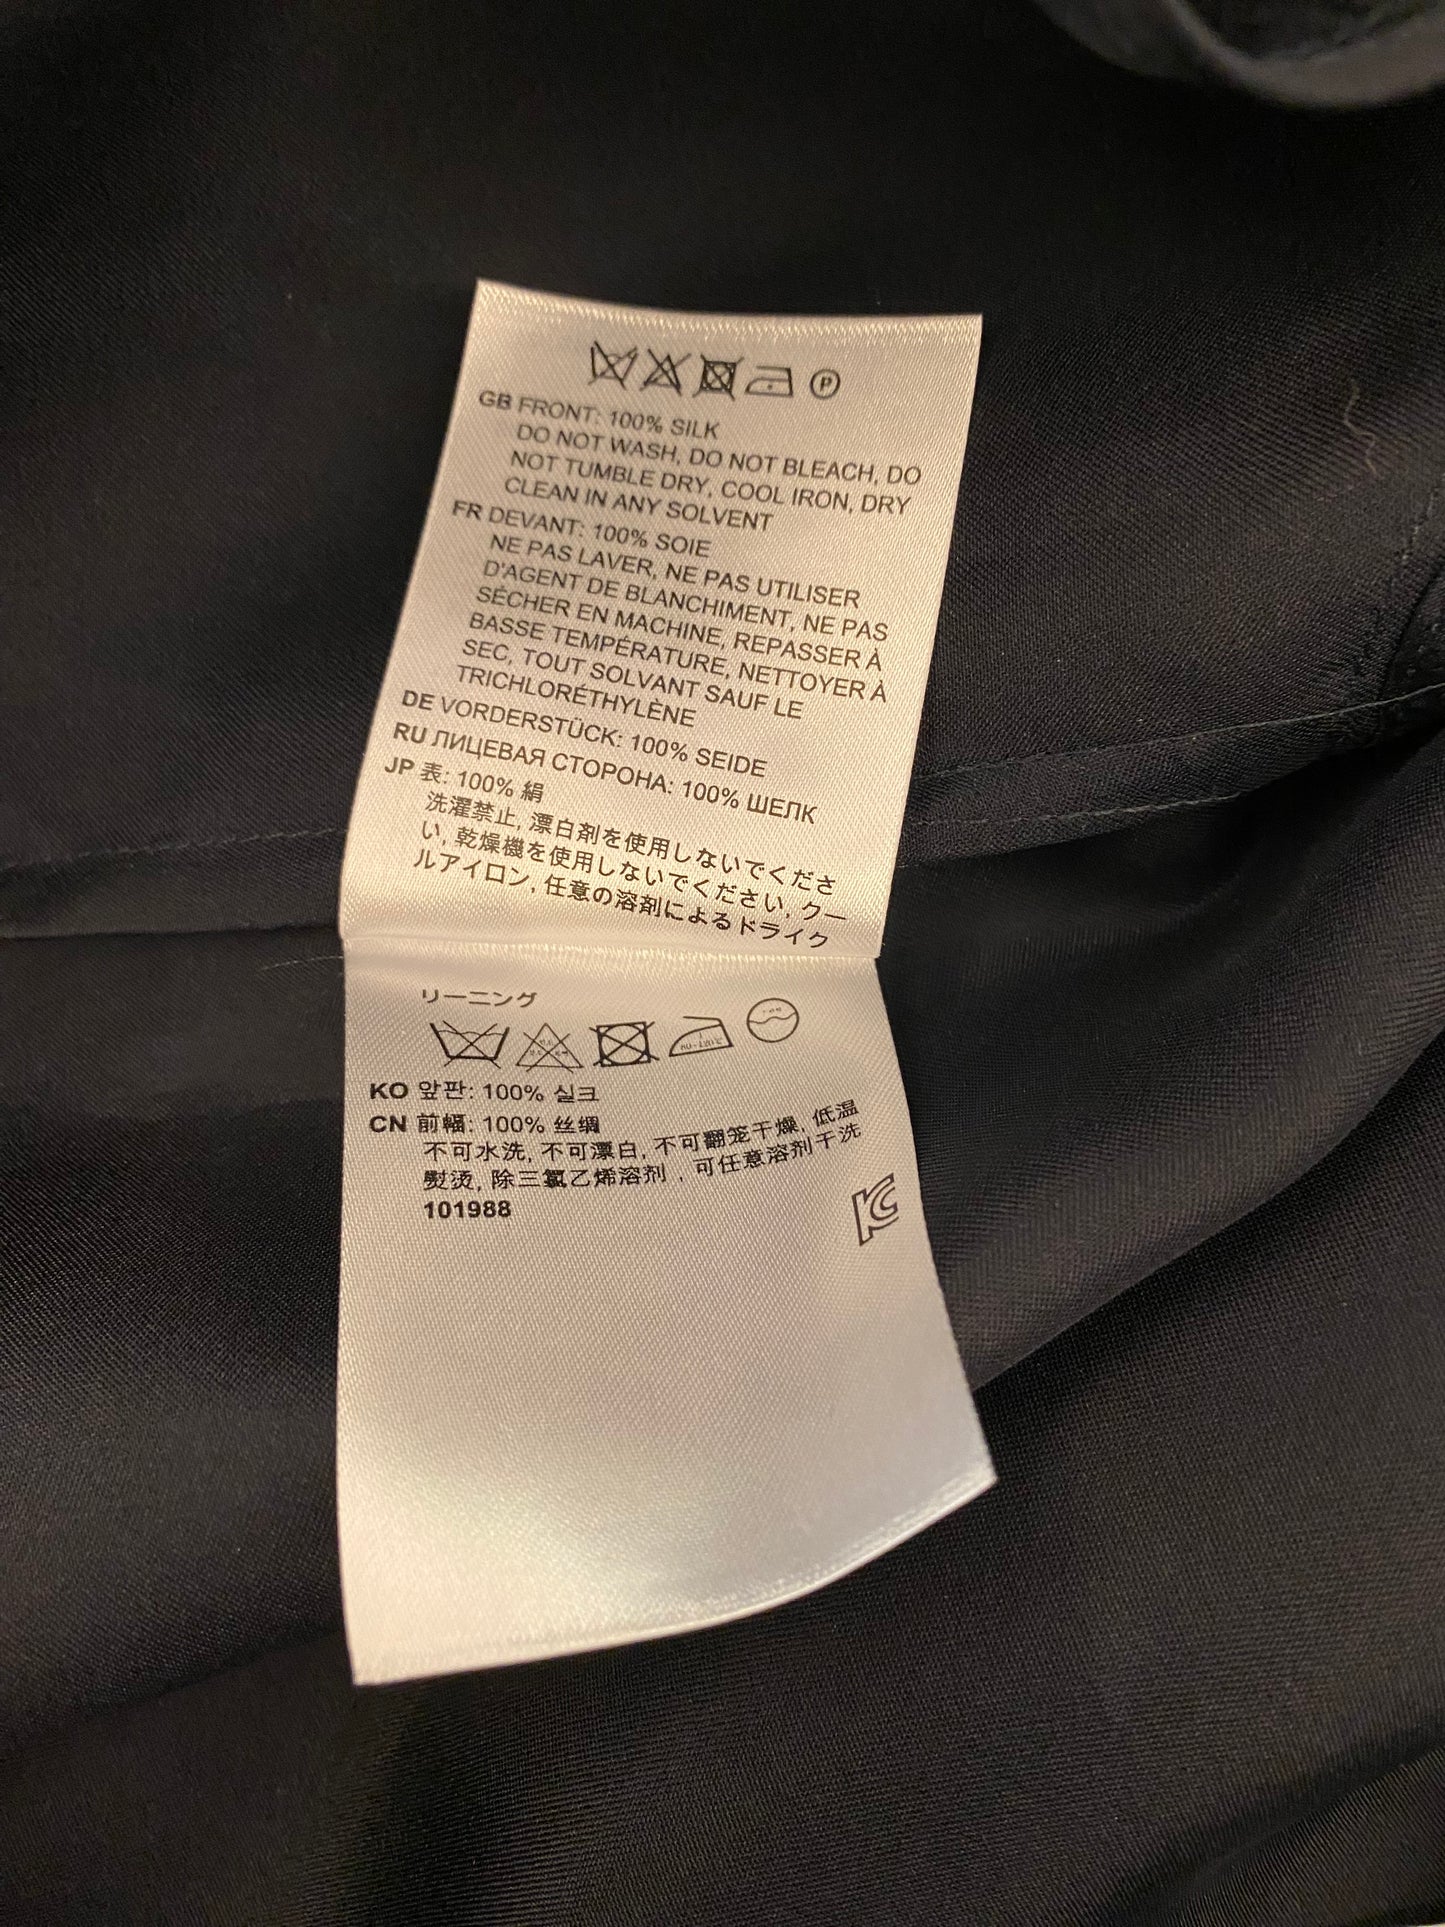 P
GB FRONT: 100% SILK
DO NOT WASH, DO NOT BLEACH, DO
NOT TUMBLE DRY, COOL IRON, DRY
CLEAN IN ANY SOLVENT
FR DEVANT: 100% SOIE
NE PAS LAVER, NE PAS UTILISER
D'AGENT DE BLANCHIMENT, NE PAS
SÉCHER EN MACHINE, REPASSER À
BASSE TEMPÉRATURE, NETTOYER À
SEC, TOUT SOLVANT SAUF LE
TRICHLORÉTHYLÈNE
DE VORDERSTÜCK: 100% SEIDE
RU ЛИЦЕВАЯ СТОРОНА: 100% ШЕЛК
JP 表: 100% 絹
洗濯禁止, 漂白剤を使用しないでくださ
い, 乾燥機を使用しないでください, クー
ルアイロン, 任意の溶剤によるドライク
リーニング
80~120℃
KO 앞판: 100% 실크
CN 前幅: 100% 丝绸
不可水洗, 不可漂白, 不可翻笼干燥, 低温
熨烫, 除三氯乙烯溶剂, 可任意溶剂干洗
101988
KC